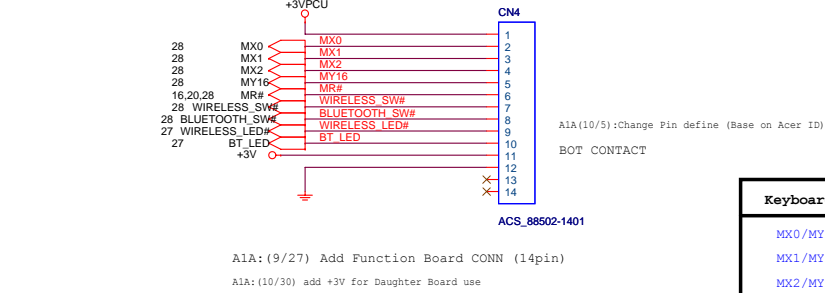 +3VPCU
CN4
1
28 MX0 MX0 2
28 MX1 MX1 3
28 MX2 MX2 4
28 MY16 MY16 5
16,20,28 MR# MR# 6
28 WIRELESS_SW# WIRELESS_SW# 7
28 BLUETOOTH_SW# BLUETOOTH_SW# 8
27 WIRELESS_LED# WIRELESS_LED# 9
27 BT_LED BT_LED 10
+3V 11
12
13
14
A1A(10/5):Change Pin define (Base on Acer ID)
BOT CONTACT
ACS_88502-1401
A1A:(9/27) Add Function Board CONN (14pin)
A1A:(10/30) add +3V for Daughter Board use
Keyboar
MX0/MY
MX1/MY
MX2/MY